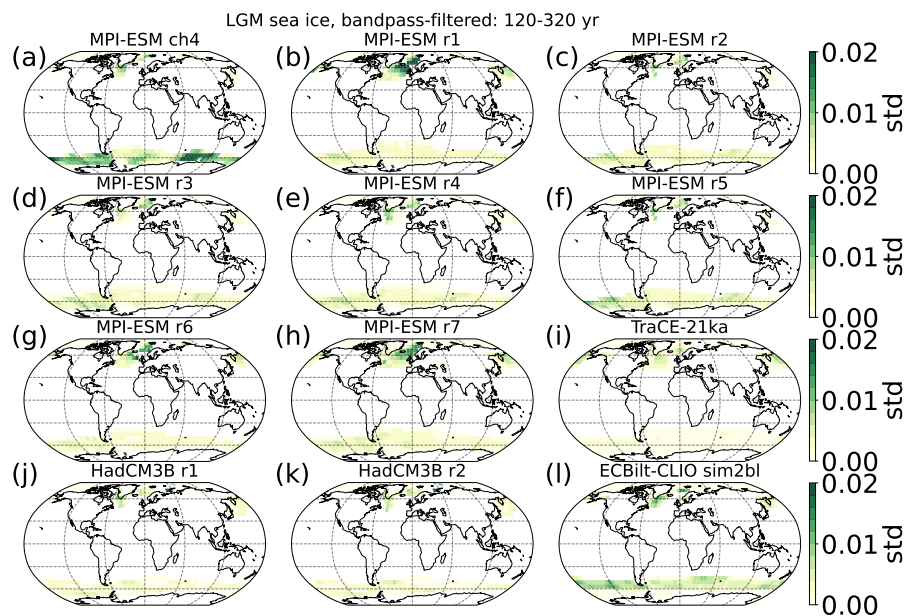 LGM sea ice, bandpass-filtered: 120-320 yr
(a) MPI-ESM ch4
(b) MPI-ESM r1
(c) MPI-ESM r2
0.02
0.01
0.00
std
(d) MPI-ESM r3
(e) MPI-ESM r4
(f) MPI-ESM r5
0.02
0.01
0.00
std
(g) MPI-ESM r6
(h) MPI-ESM r7
(i) TraCE-21ka
0.02
0.01
0.00
std
(j) HadCM3B r1
(k) HadCM3B r2
(l) ECBilt-CLIO sim2bl
0.02
0.01
0.00
std